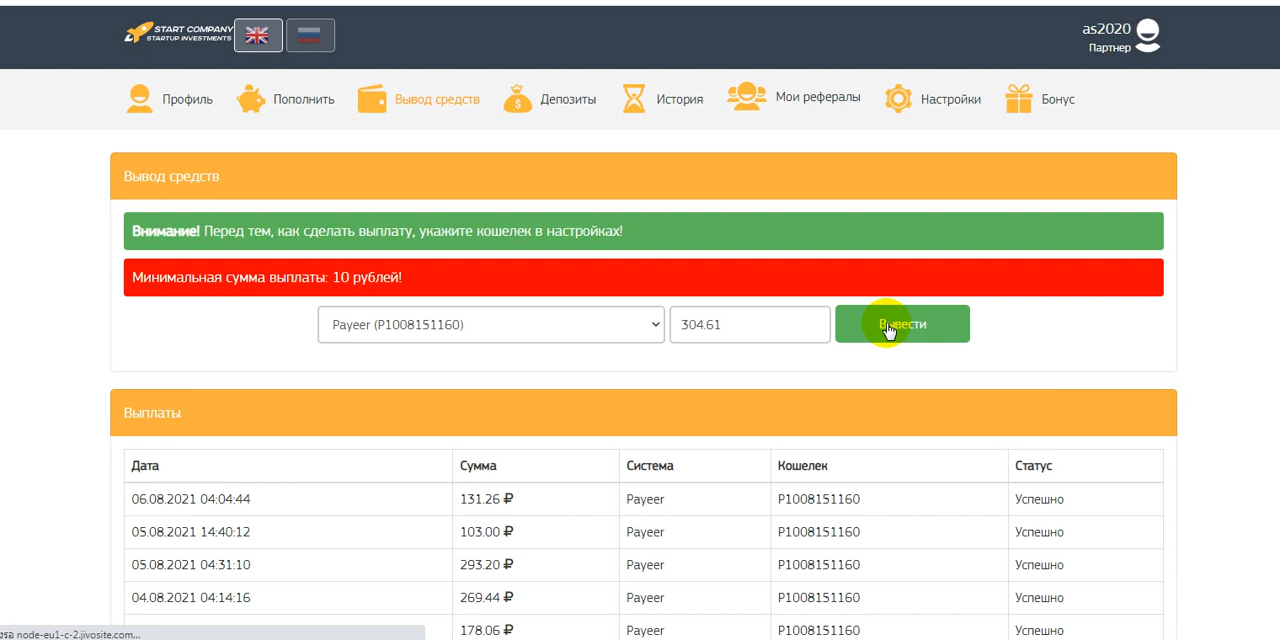 START COMPANY
STARTUP INVESTMENTS
as2020
Партнер
Профиль Пополнить Вывод средств Депозиты История Мои рефералы Настройки Бонус
Вывод средств
Внимание! Перед тем, как сделать выплату, укажите кошелек в настройках!
Минимальная сумма выплаты: 10 рублей!
Payeer (P1008151160) 304.61 Вывести
Выплаты
Дата Сумма Система Кошелек Статус
06.08.2021 04:04:44 131.26 ₽ Payeer P1008151160 Успешно
05.08.2021 14:40:12 103.00 ₽ Payeer P1008151160 Успешно
05.08.2021 04:31:10 293.20 ₽ Payeer P1008151160 Успешно
04.08.2021 04:14:16 269.44 ₽ Payeer P1008151160 Успешно
178.06 ₽ Payeer P1008151160 Успешно
node-eu1-c-2.jivosite.com...